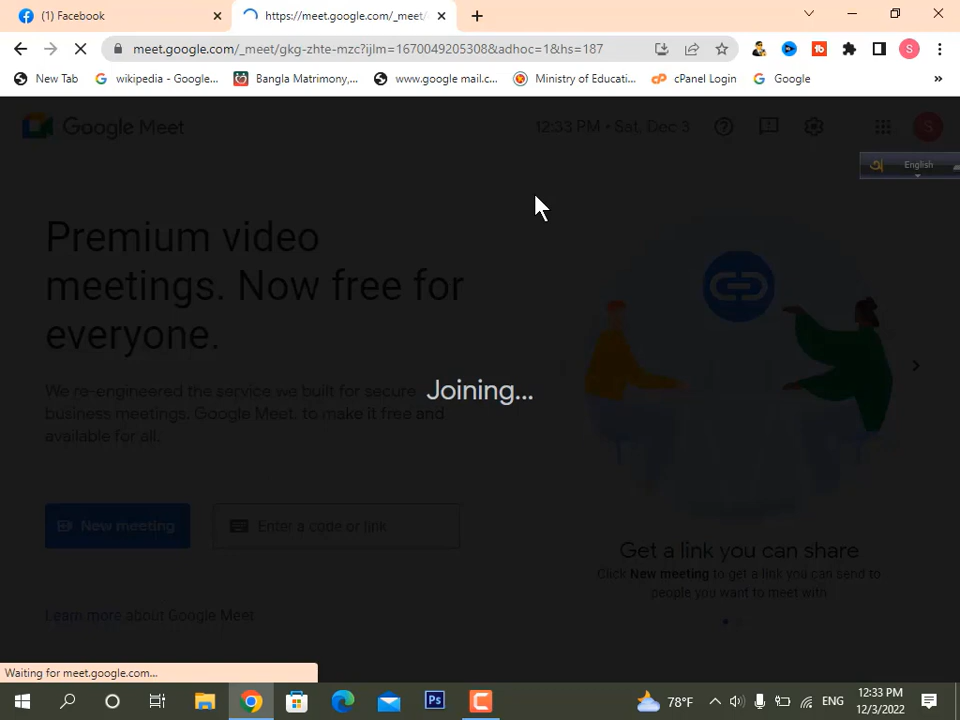 (1) Facebook
https://meet.google.com/_meet/
meet.google.com/_meet/gkg-zhte-mzc?ijlm=1670049205308&adhoc=1&hs=187
S
New Tab
wikipedia - Google...
Bangla Matrimony,...
www.google mail.c...
Ministry of Educati...
cPanel Login
Google
»
Google Meet
12:33 PM • Sat, Dec 3
S
অ English
Premium video
meetings. Now free for
everyone.
We re-engineered the service we built for secure
business meetings, Google Meet, to make it free and
available for all.
Joining...
New meeting
Enter a code or link
Learn more about Google Meet
Get a link you can share
Click New meeting to get a link you can send to
people you want to meet with
Waiting for meet.google.com...
Ps
78°F
ENG
12:33 PM
12/3/2022